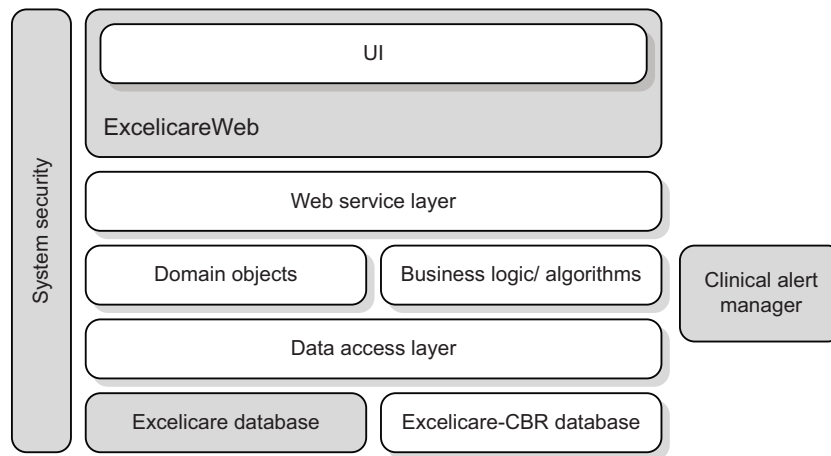 System security
UI
ExcelicareWeb
Web service layer
Domain objects
Business logic/ algorithms
Clinical alert
manager
Data access layer
Excelicare database
Excelicare-CBR database